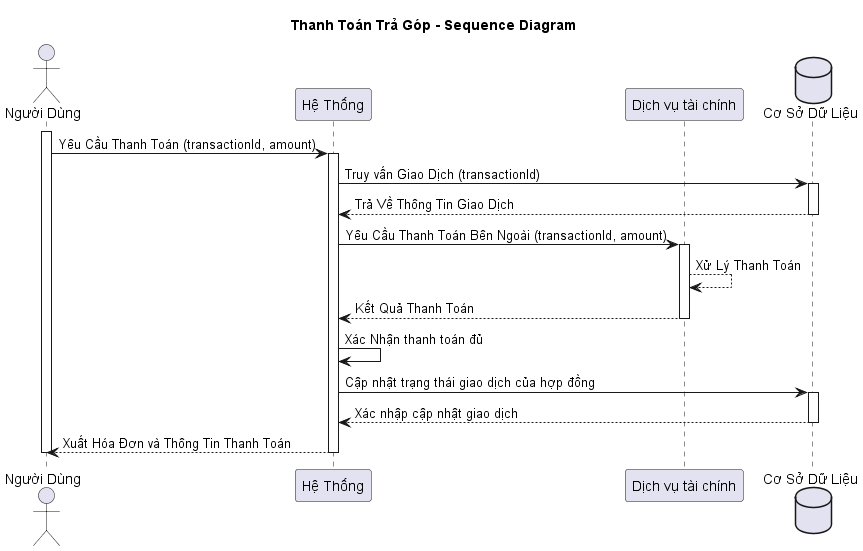 Thanh Toán Trả Góp - Sequence Diagram
Người Dùng
Hệ Thống
Dịch vụ tài chính
Cơ Sở Dữ Liệu
Yêu Cầu Thanh Toán (transactionId, amount)
Truy vấn Giao Dịch (transactionId)
Trả Về Thông Tin Giao Dịch
Yêu Cầu Thanh Toán Bên Ngoài (transactionId, amount)
Xử Lý Thanh Toán
Kết Quả Thanh Toán
Xác Nhận thanh toán đủ
Cập nhật trạng thái giao dịch của hợp đồng
Xác nhập cập nhật giao dịch
Xuất Hóa Đơn và Thông Tin Thanh Toán
Người Dùng
Hệ Thống
Dịch vụ tài chính
Cơ Sở Dữ Liệu